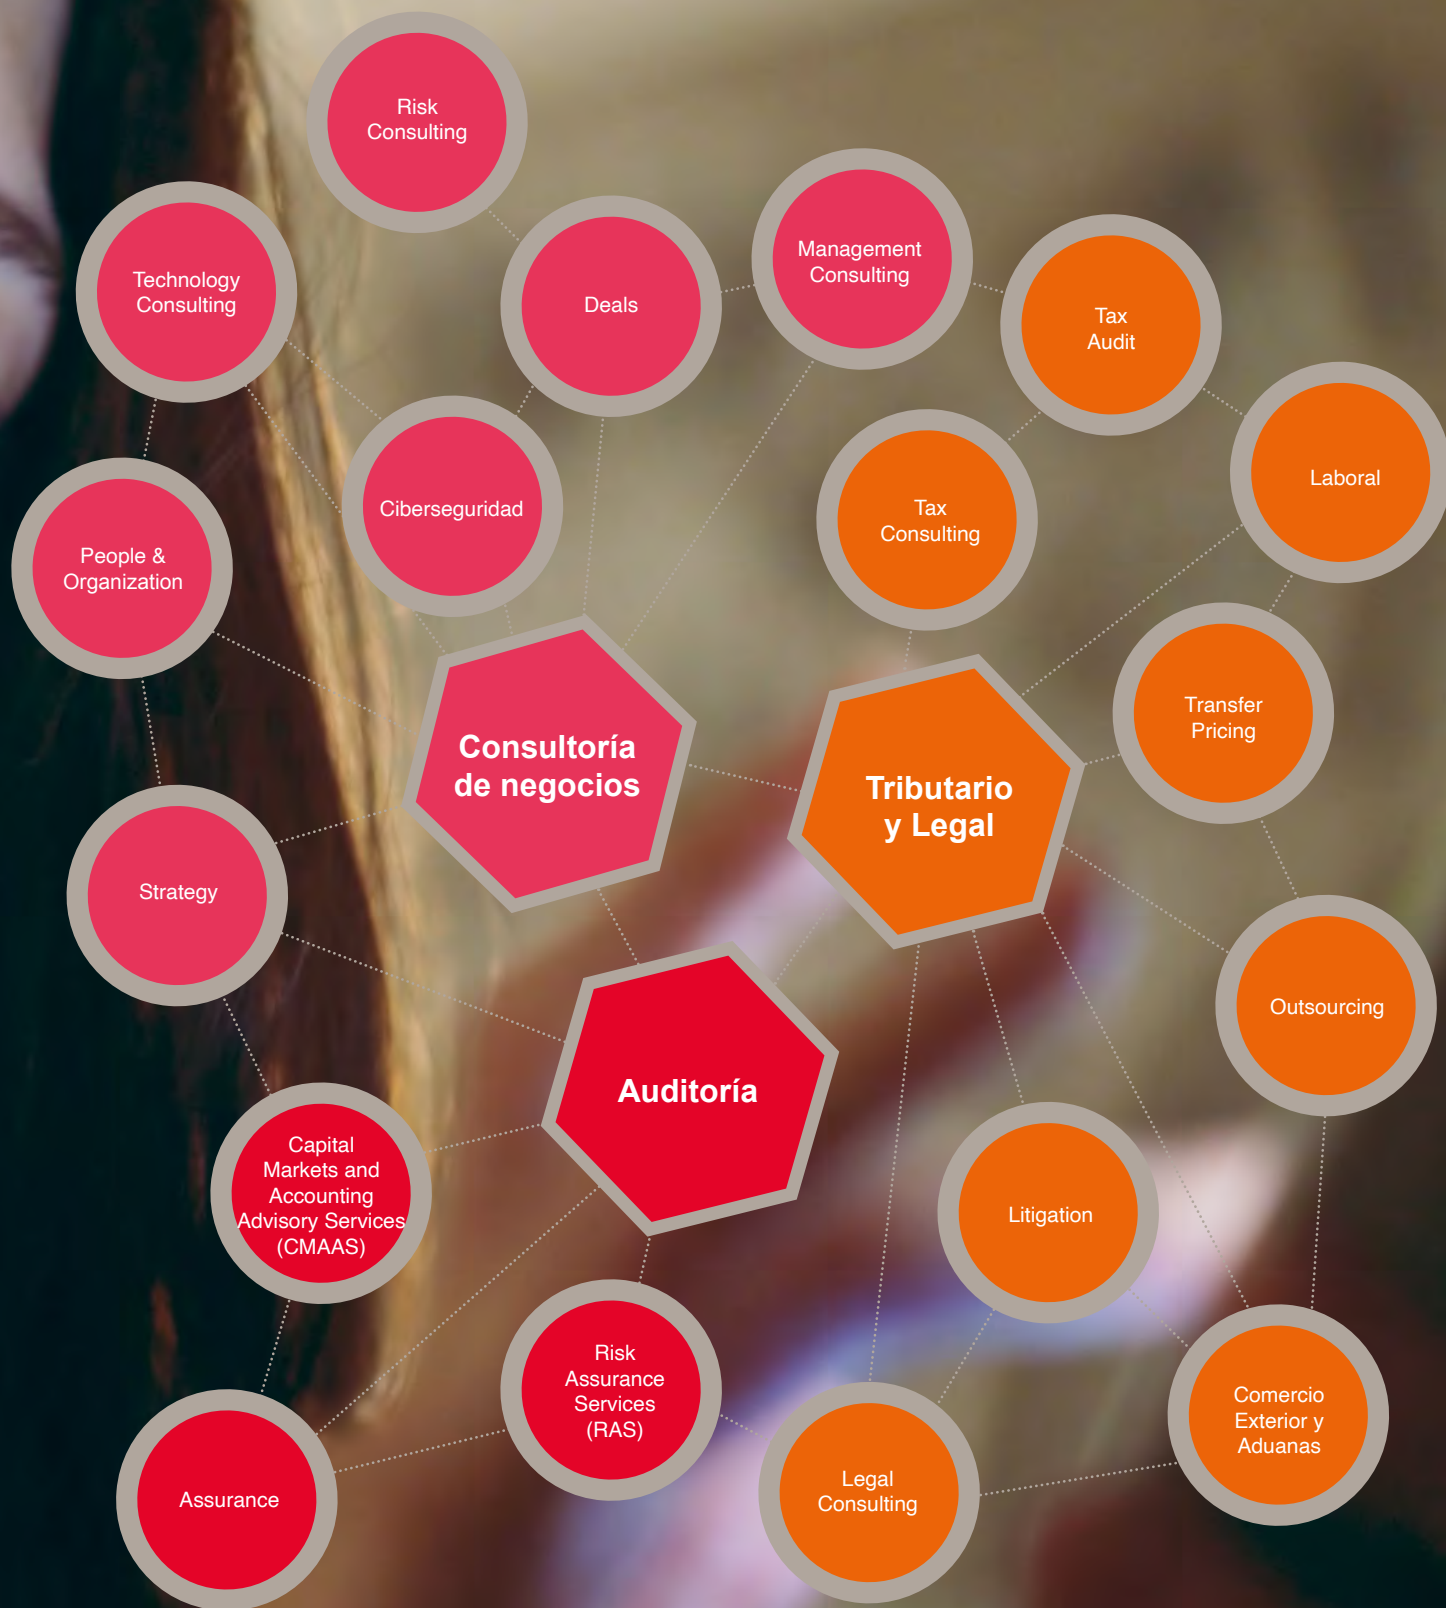 Risk
Consulting
Technology
Consulting
Deals
Management
Consulting
Tax
Audit
Laboral
Ciberseguridad
Tax
Consulting
People &
Organization
Transfer
Pricing
Consultoría
de negocios
Tributario
y Legal
Strategy
Outsourcing
Auditoría
Capital
Markets and
Accounting
Advisory Services
(CMAAS)
Litigation
Risk
Assurance
Services
(RAS)
Comercio
Exterior y
Aduanas
Assurance
Legal
Consulting